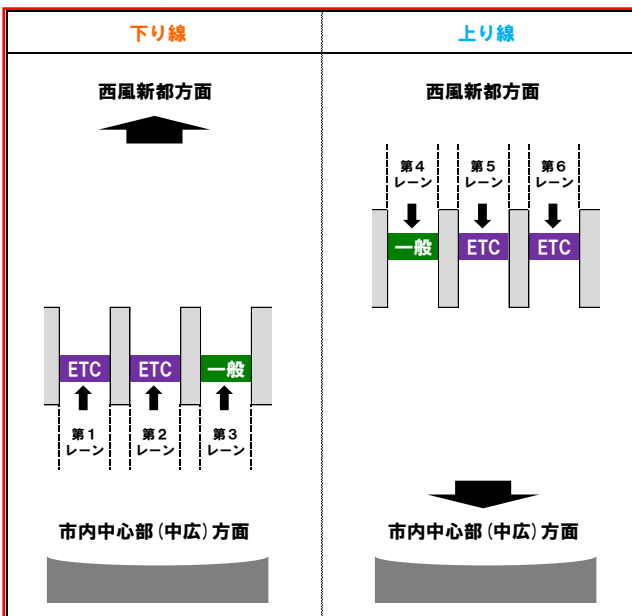 下り線
上り線
西風新都方面
西風新都方面
第4
レーン
第5
レーン
第6
レーン
一般
ETC
ETC
ETC
ETC
一般
第1
レーン
第2
レーン
第3
レーン
市内中心部(中広)方面
市内中心部(中広)方面